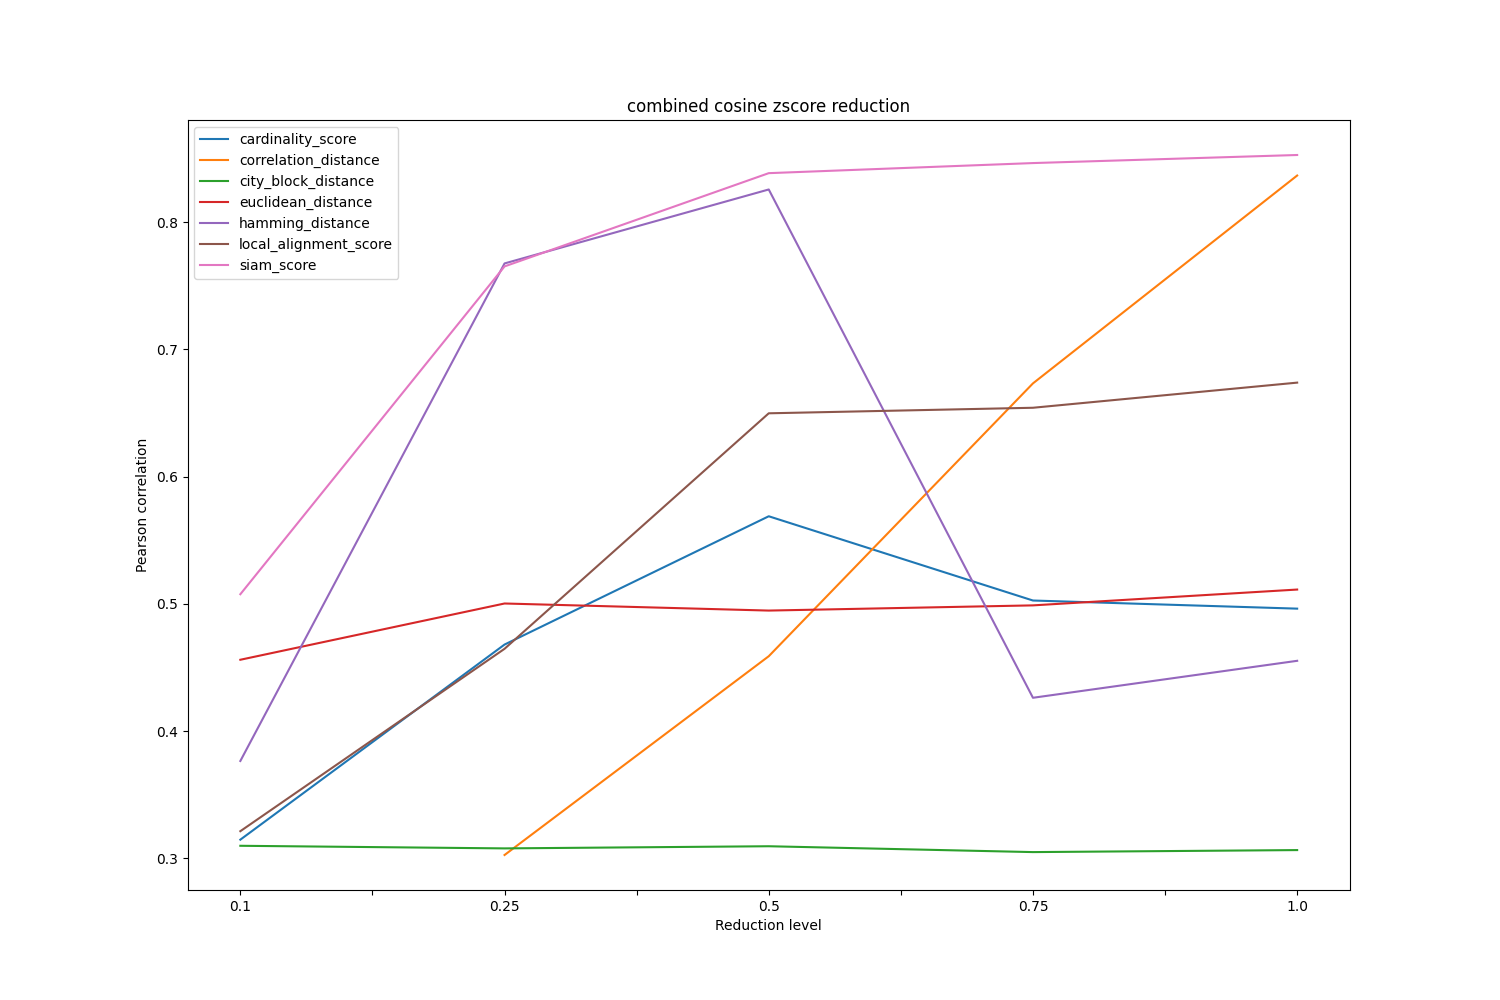 combined cosine zscore reduction
cardinality_score
correlation_distance
city_block_distance
euclidean_distance
hamming_distance
local_alignment_score
siam_score
0.8
0.7
0.6
0.5
0.4
0.3
Pearson correlation
0.1 0.25 0.5 0.75 1.0
Reduction level